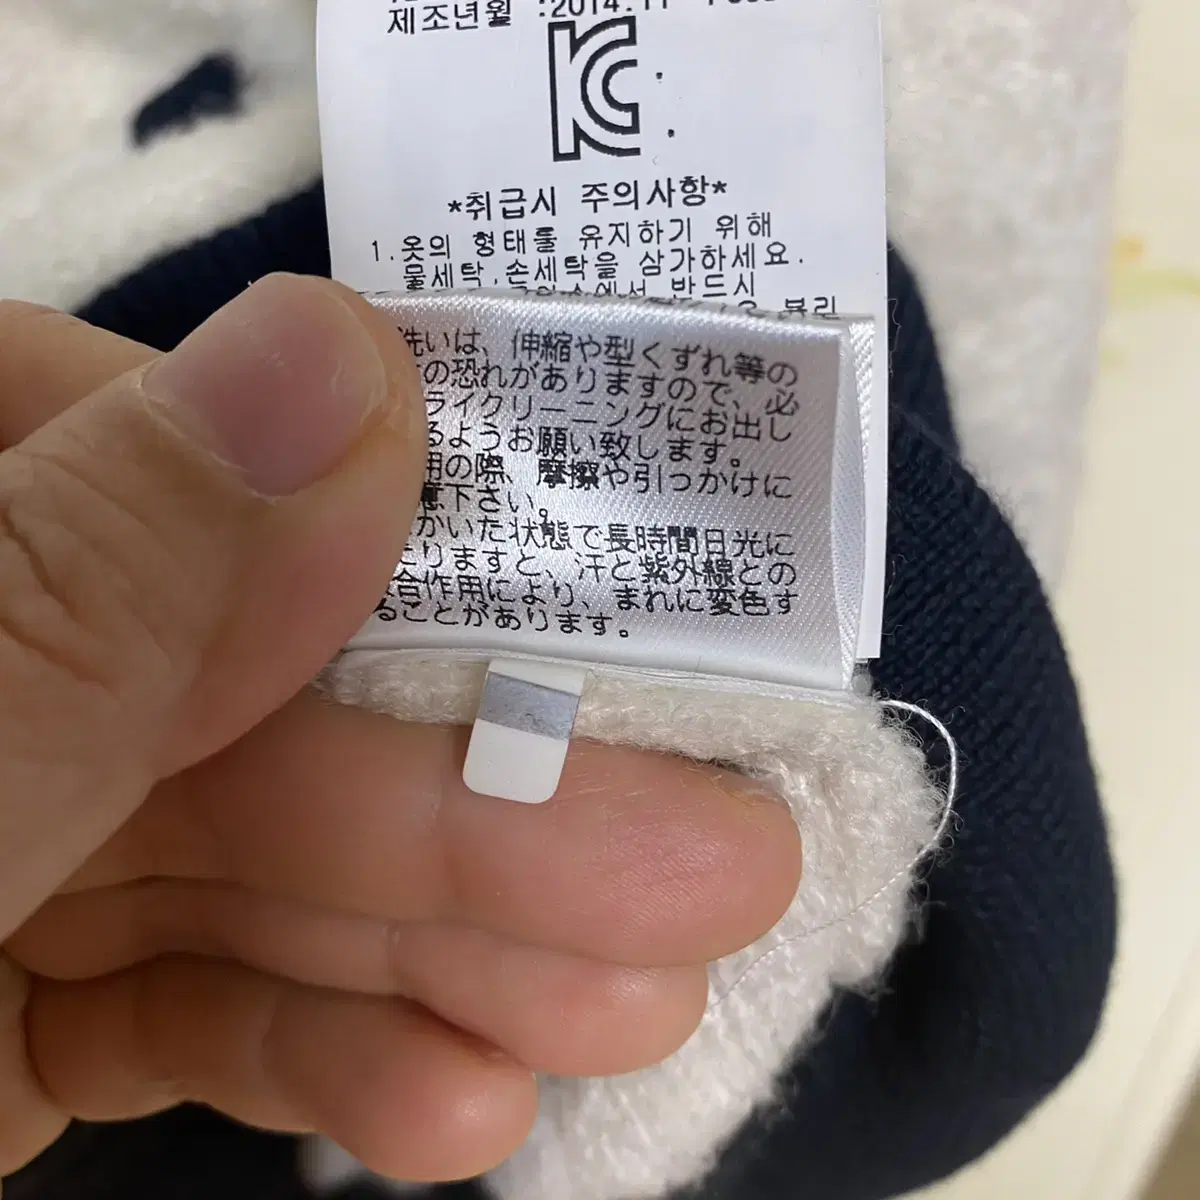 제조년월 :2014.11
KC
*취급시 주의사항*
1.옷의 형태를 유지하기 위해
물세탁,손세탁을 삼가하세요.
반드시
洗いは、伸縮や型くずれ等の
の恐れがありますので、必
ライクリーニングにお出し
るようお願い致します。
用の際、摩擦や引っかけに
意下さい。
かいた状態で長時間日光に
たりますと、汗と紫外線との
合作用により、まれに変色す
ることがあります。